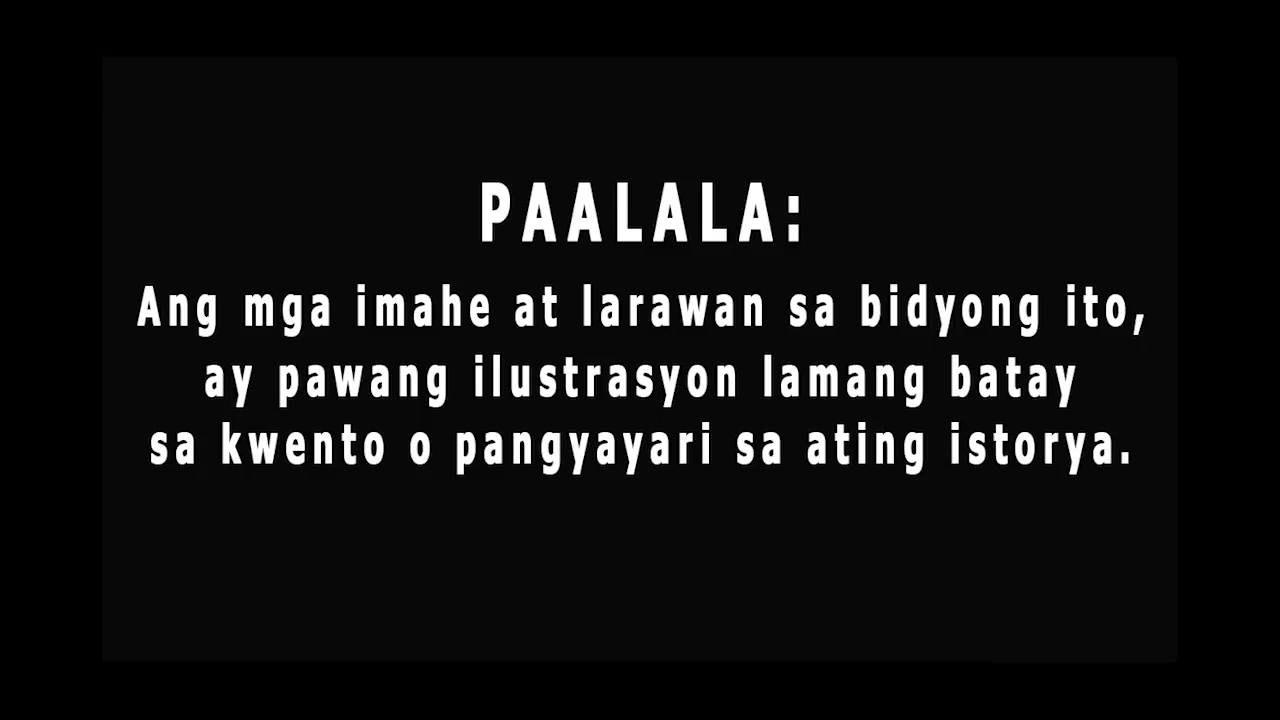 PAALALA:
Ang mga imahe at larawan sa bidyong ito,
ay pawang ilustrasyon lamang batay
sa kwento o pangyayari sa ating istorya.